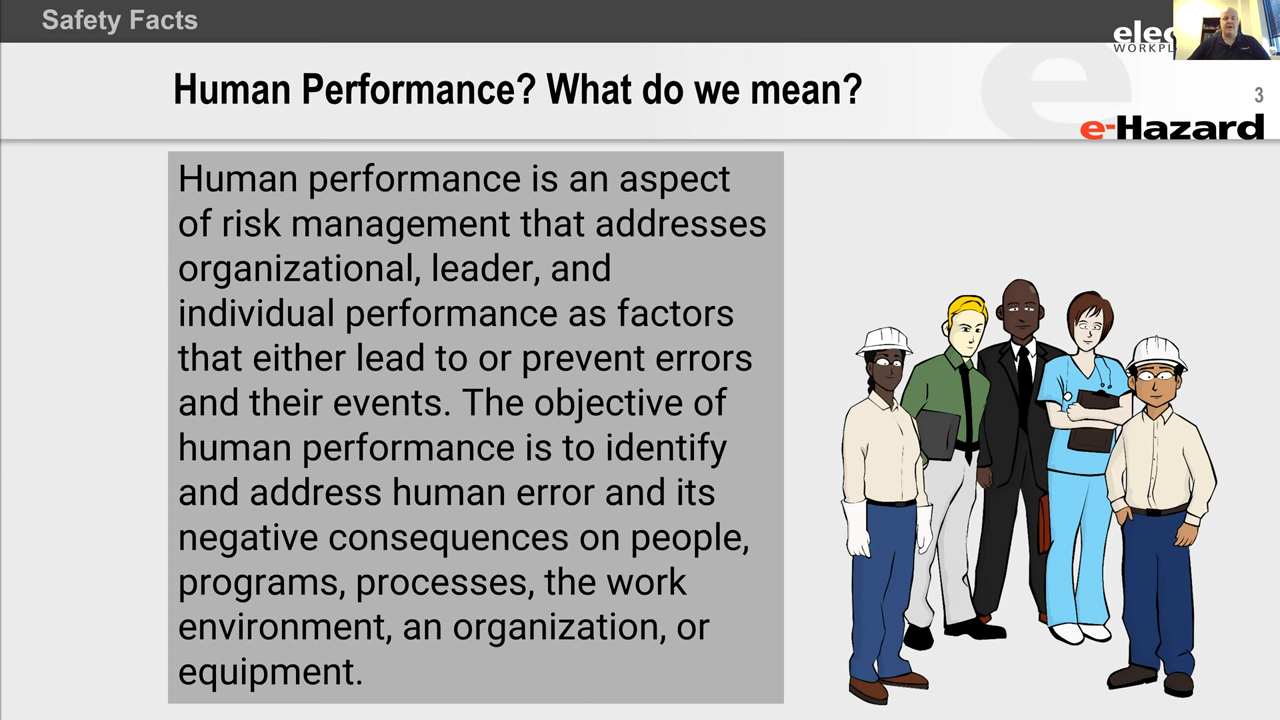 Safety Facts
elec
WORKPL
Human Performance? What do we mean?
3
e-Hazard
Human performance is an aspect
of risk management that addresses
organizational, leader, and
individual performance as factors
that either lead to or prevent errors
and their events. The objective of
human performance is to identify
and address human error and its
negative consequences on people,
programs, processes, the work
environment, an organization, or
equipment.